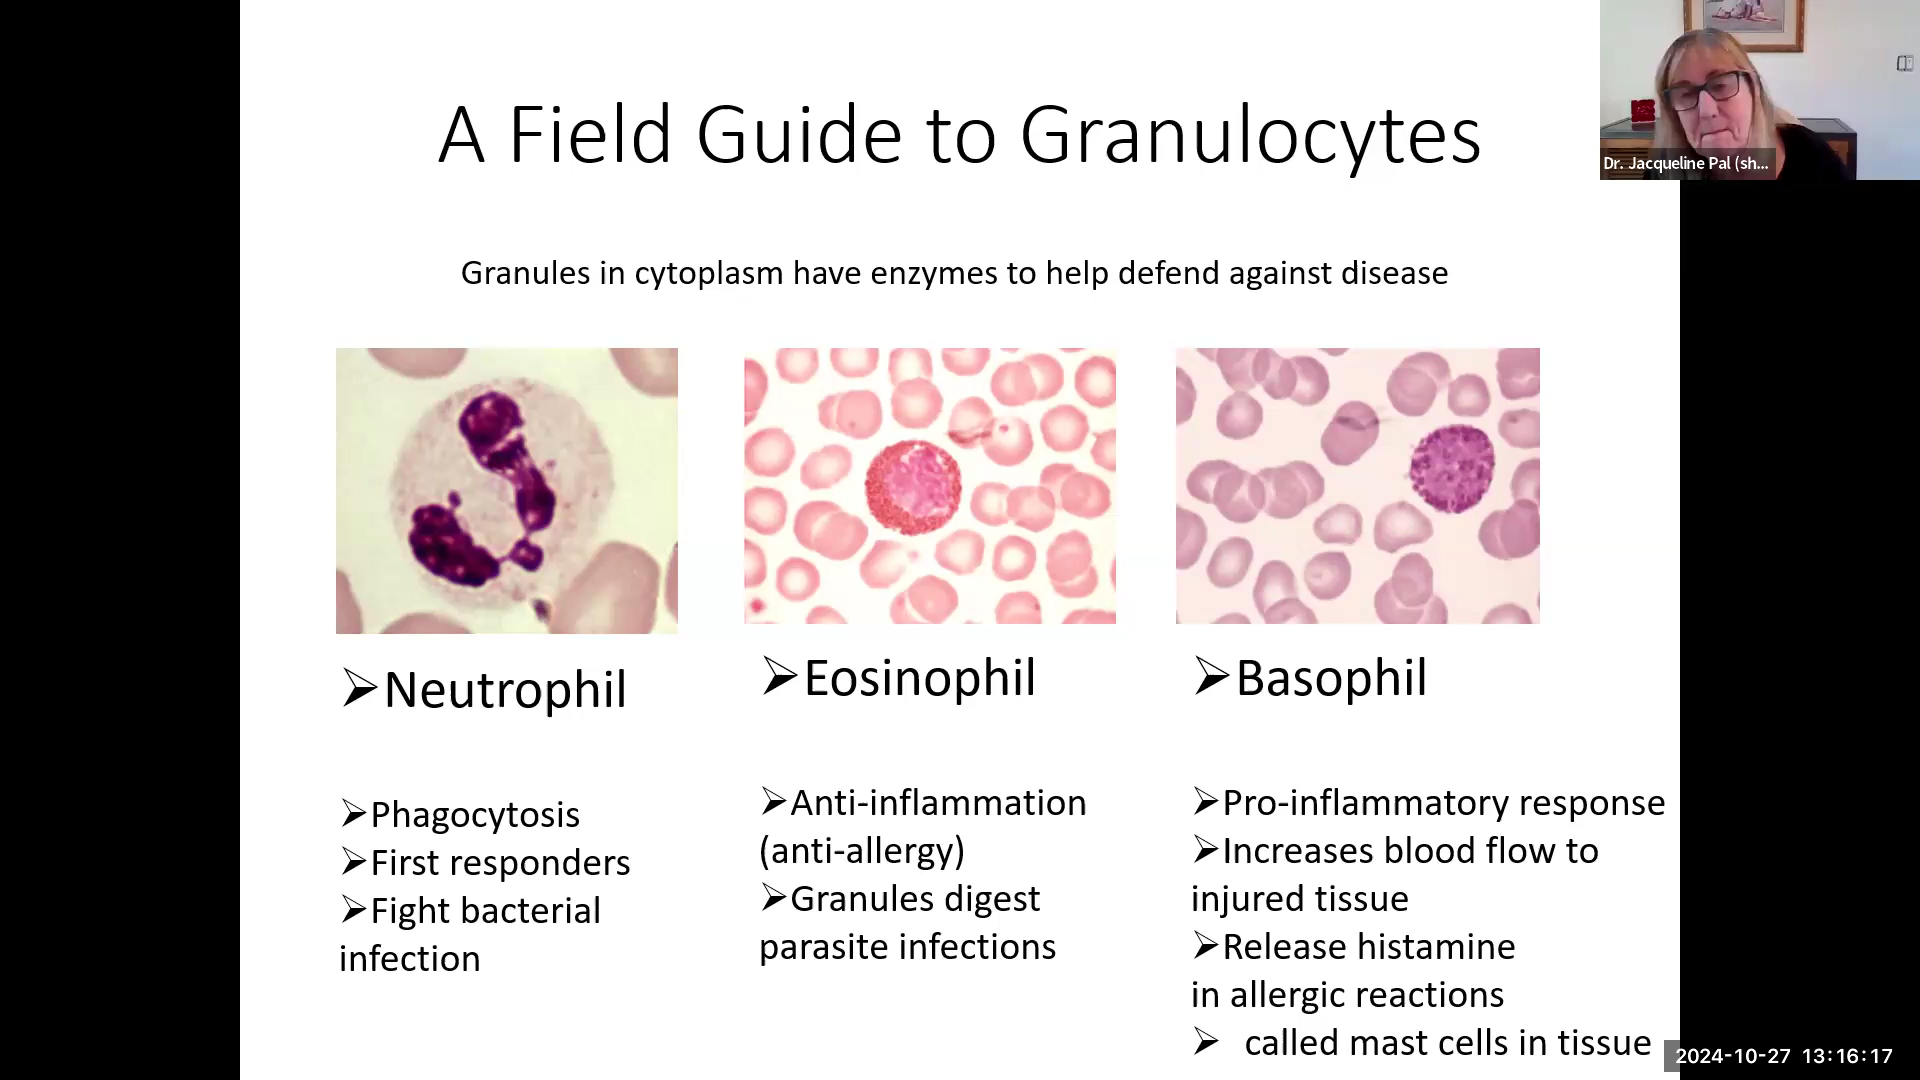 A Field Guide to Granulocytes
Dr. Jacqueline Pal (sh...
Granules in cytoplasm have enzymes to help defend against disease
➢Neutrophil
➢Phagocytosis
➢First responders
➢Fight bacterial
infection
➢Eosinophil
➢Anti-inflammation
(anti-allergy)
➢Granules digest
parasite infections
➢Basophil
➢Pro-inflammatory response
➢Increases blood flow to
injured tissue
➢Release histamine
in allergic reactions
➢ called mast cells in tissue
2024-10-27 13:16:17